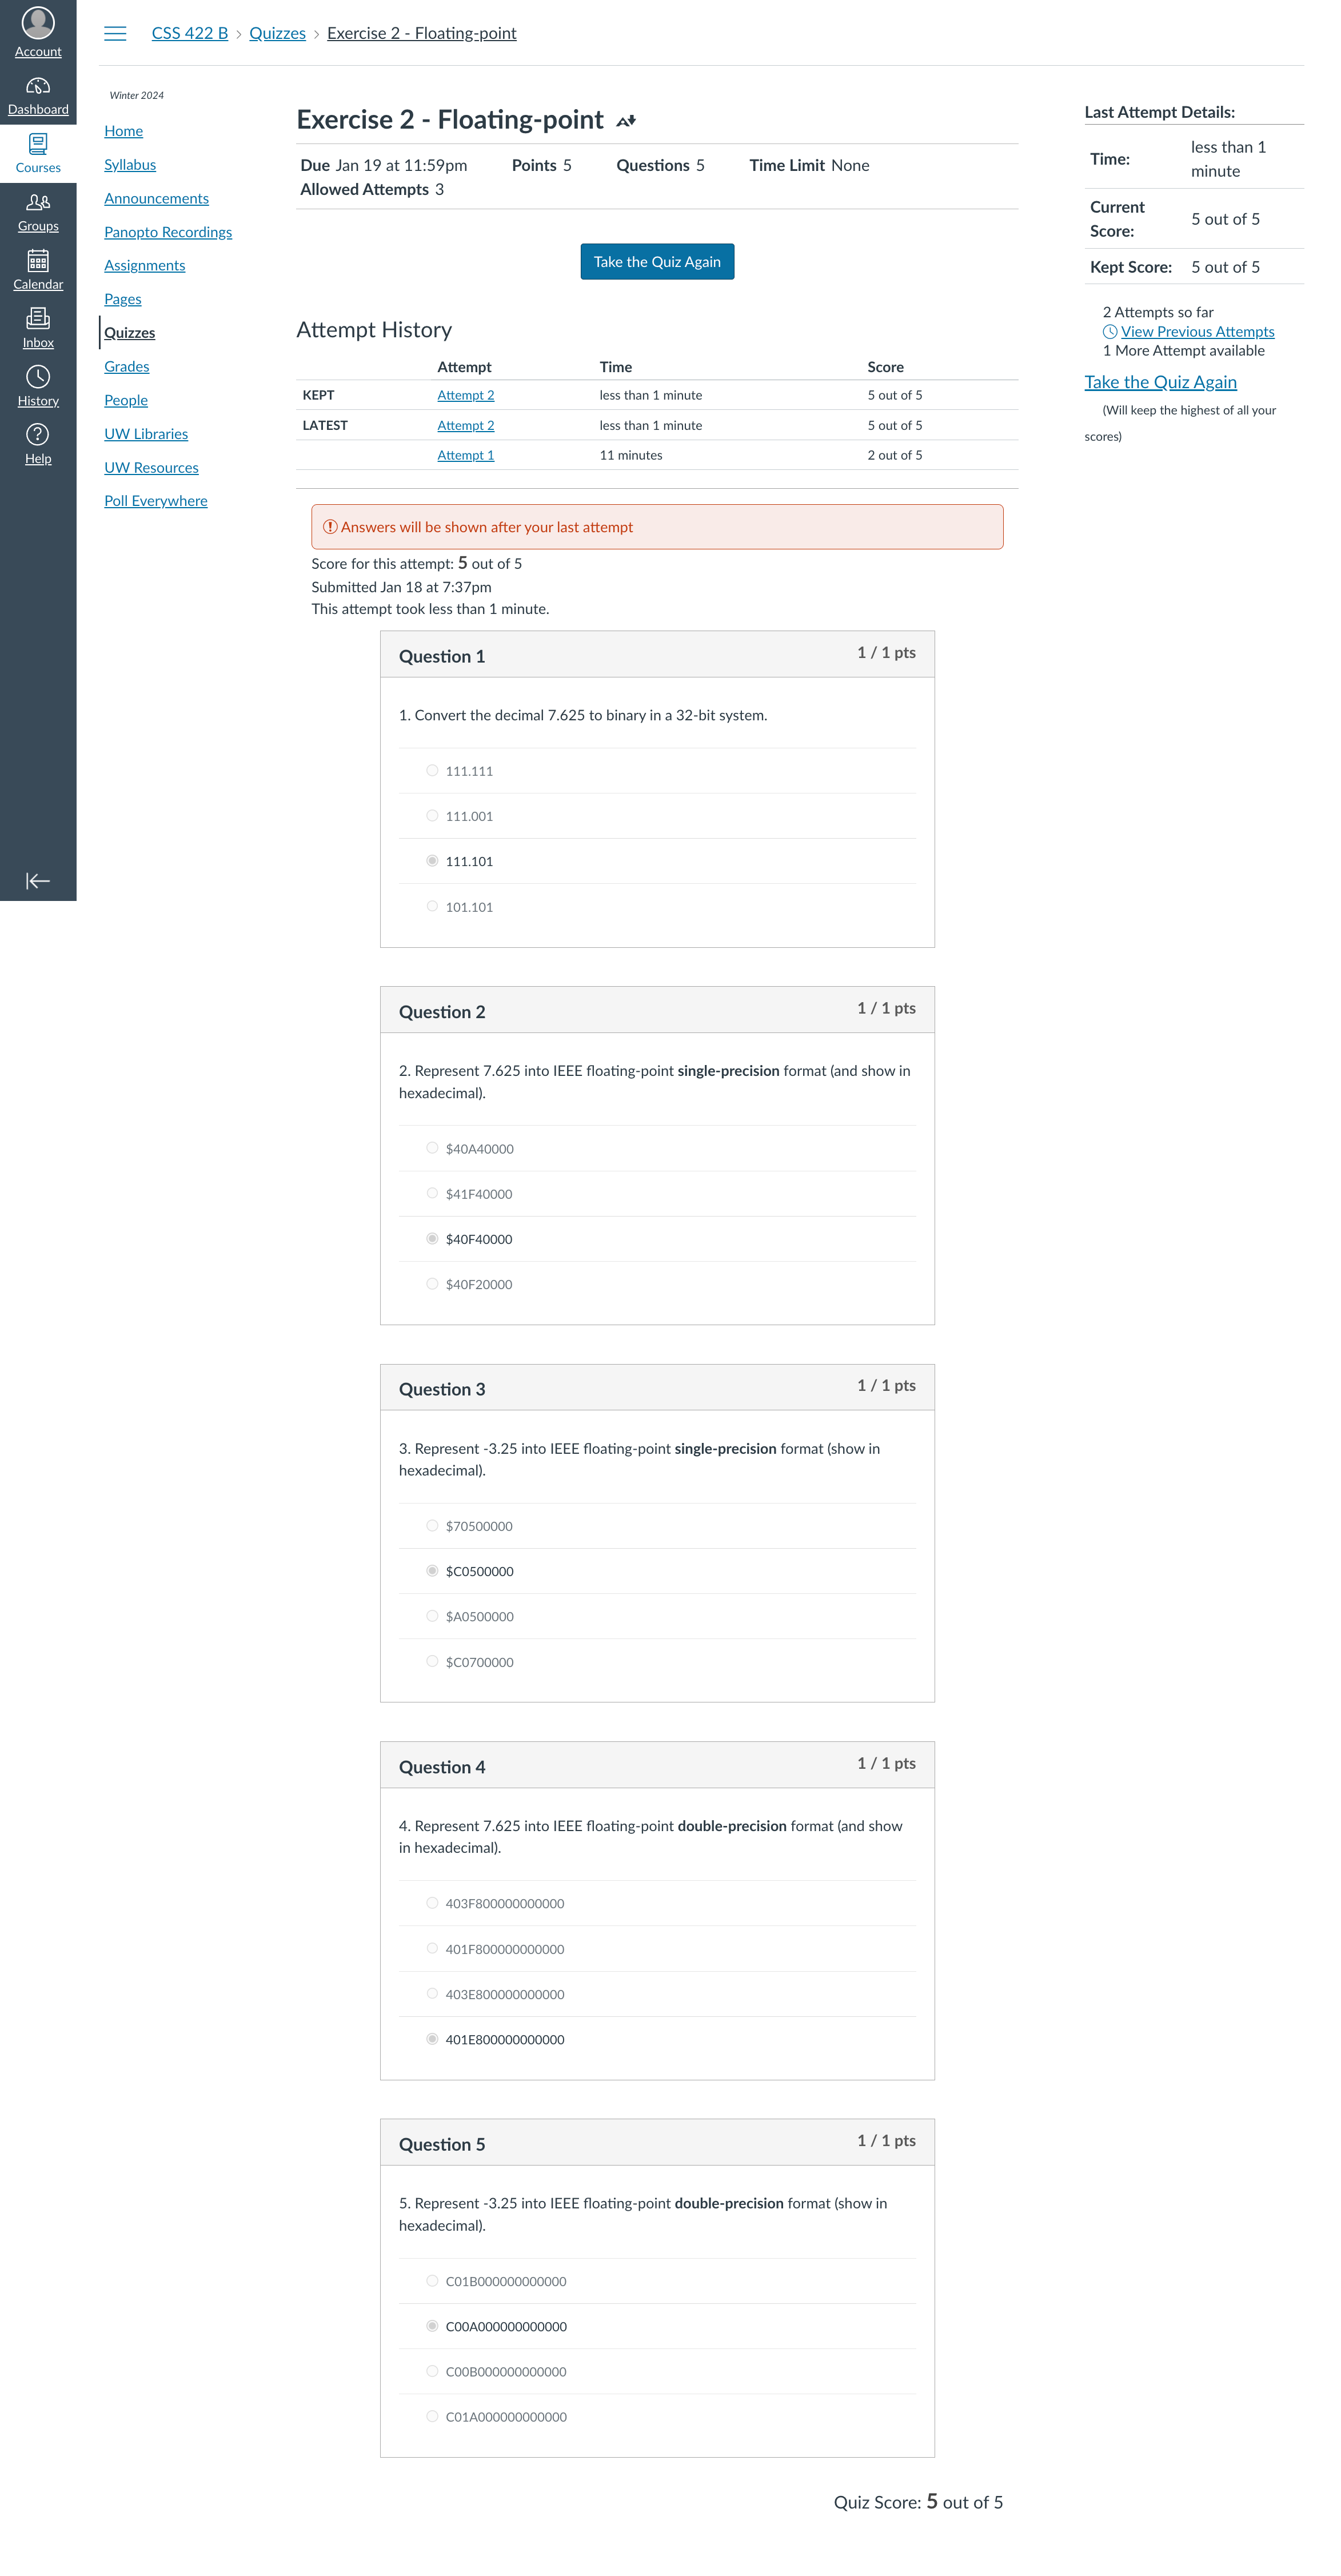 Account
Dashboard
Courses
Groups
Calendar
Inbox
History
Help
CSS 422 B › Quizzes › Exercise 2 - Floating-point
Winter 2024
Home
Syllabus
Announcements
Panopto Recordings
Assignments
Pages
Quizzes
Grades
People
UW Libraries
UW Resources
Poll Everywhere
Exercise 2 - Floating-point
Due Jan 19 at 11:59pm Points 5 Questions 5 Time Limit None
Allowed Attempts 3
Take the Quiz Again
Attempt History
Attempt Time Score
KEPT Attempt 2 less than 1 minute 5 out of 5
LATEST Attempt 2 less than 1 minute 5 out of 5
Attempt 1 11 minutes 2 out of 5
Answers will be shown after your last attempt
Score for this attempt: 5 out of 5
Submitted Jan 18 at 7:37pm
This attempt took less than 1 minute.
Question 1 1 / 1 pts
1. Convert the decimal 7.625 to binary in a 32-bit system.
111.111
111.001
111.101
101.101
Question 2 1 / 1 pts
2. Represent 7.625 into IEEE floating-point single-precision format (and show in
hexadecimal).
$40A40000
$41F40000
$40F40000
$40F20000
Question 3 1 / 1 pts
3. Represent -3.25 into IEEE floating-point single-precision format (show in
hexadecimal).
$70500000
$C0500000
$A0500000
$C0700000
Question 4 1 / 1 pts
4. Represent 7.625 into IEEE floating-point double-precision format (and show
in hexadecimal).
403F800000000000
401F800000000000
403E800000000000
401E800000000000
Question 5 1 / 1 pts
5. Represent -3.25 into IEEE floating-point double-precision format (show in
hexadecimal).
C01B000000000000
C00A000000000000
C00B000000000000
C01A000000000000
Quiz Score: 5 out of 5
Last Attempt Details:
Time: less than 1
minute
Current
Score: 5 out of 5
Kept Score: 5 out of 5
2 Attempts so far
View Previous Attempts
1 More Attempt available
Take the Quiz Again
(Will keep the highest of all your
scores)